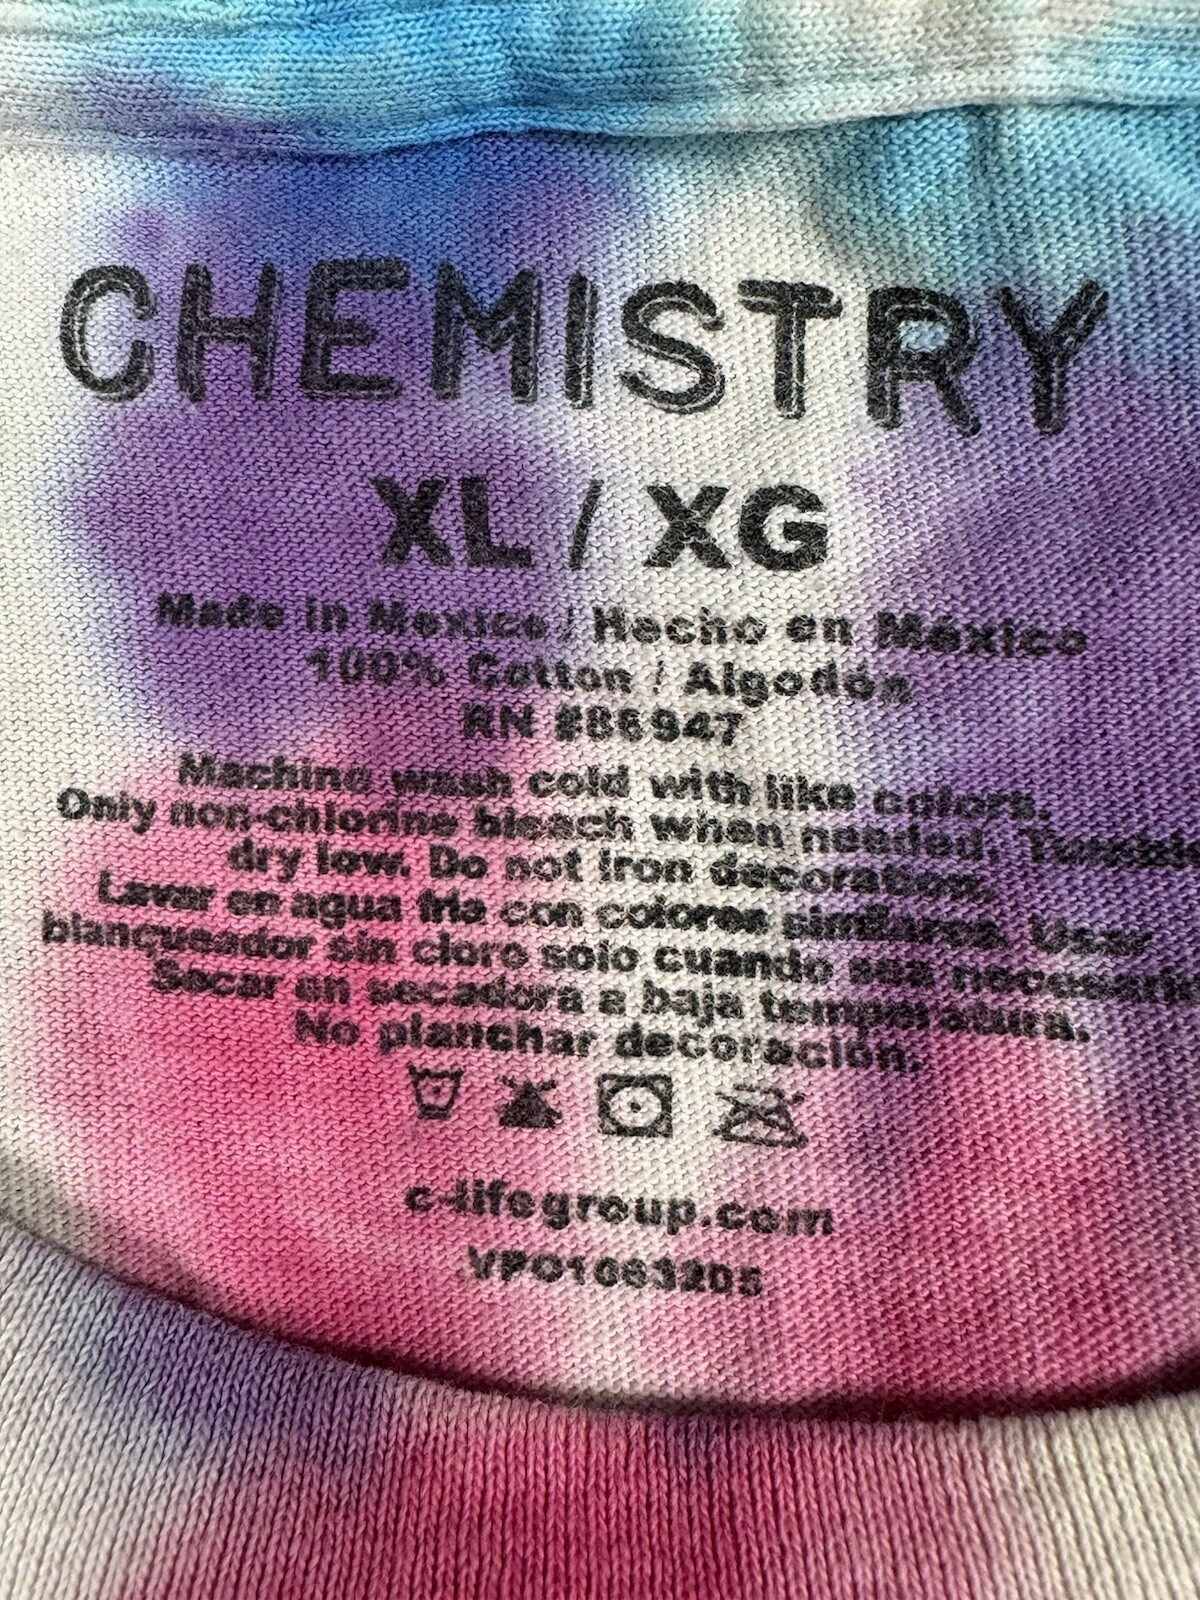 CHEMISTRY
XL / XG
Made in Mexico / Hecho en México
100% Cotton / Algodón
RN #86947
Machine wash cold with like colors.
Only non-chlorine bleach when needed. Tumble
dry low. Do not iron decoration.
Lavar en agua fria con colores similares. Usar
blanqueador sin cloro solo cuando sea necesario
Secar en secadora a baja temperatura.
No planchar decoración.
c-lifegroup.com
VPO1063205